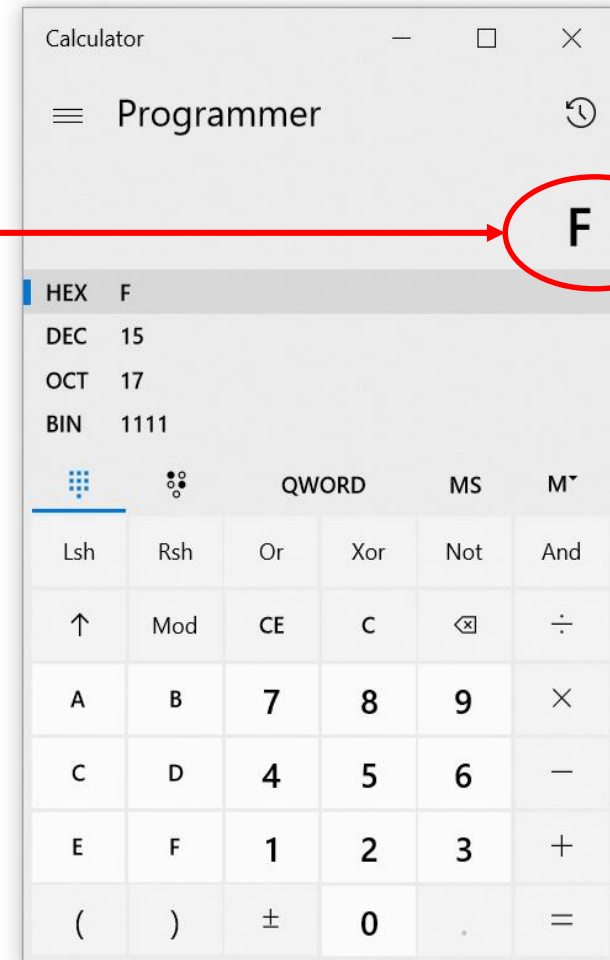 Calculator
Programmer
F
HEX F
DEC 15
OCT 17
BIN 1111
QWORD MS M
Lsh Rsh Or Xor Not And
↑ Mod CE C ⌫ ÷
A B 7 8 9 ×
C D 4 5 6 −
E F 1 2 3 +
( ) ± 0 . =